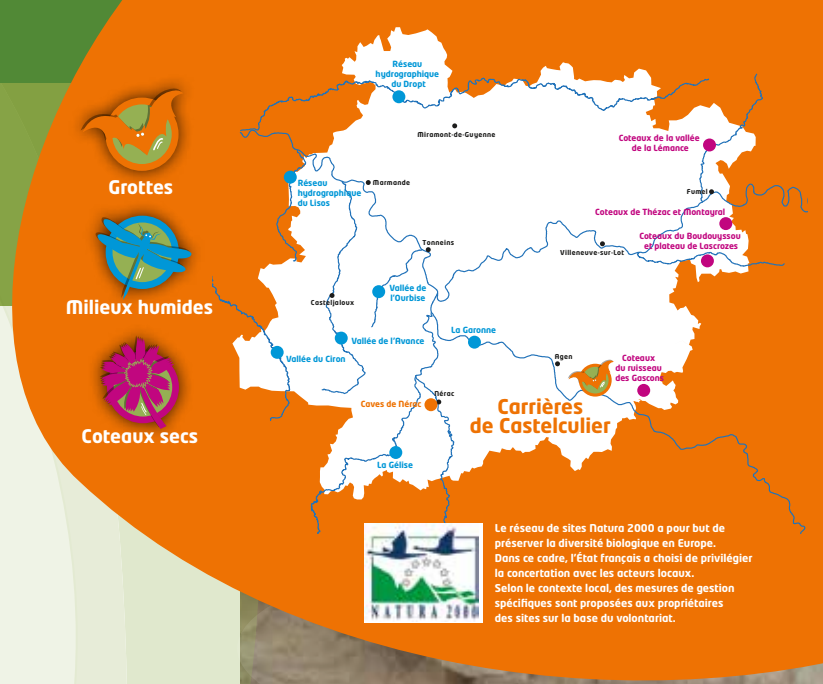 Grottes
Milieux humides
Coteaux secs
Réseau
hydrographique
du Dropt
Miramont-de-Guyenne
Coteaux de la vallée
de la Lémance
Réseau
hydrographique
du Lisos
Marmande
Fumel
Coteaux de Thézac et Montayral
Coteaux du Boudouyssou
et plateau de Lascrozes
Tonneins
Villeneuve-sur-Lot
Vallée de
l'Ourbise
Casteljaloux
La Garonne
Vallée de l'Avance
Vallée du Ciron
Agen
Coteaux
du ruisseau
des Gascons
Nérac
Caves de Nérac
Carrières
de Castelculier
La Gélise
NATURA 2000
Le réseau de sites Natura 2000 a pour but de
préserver la diversité biologique en Europe.
Dans ce cadre, l'État français a choisi de privilégier
la concertation avec les acteurs locaux.
Selon le contexte local, des mesures de gestion
spécifiques sont proposées aux propriétaires
des sites sur la base du volontariat.